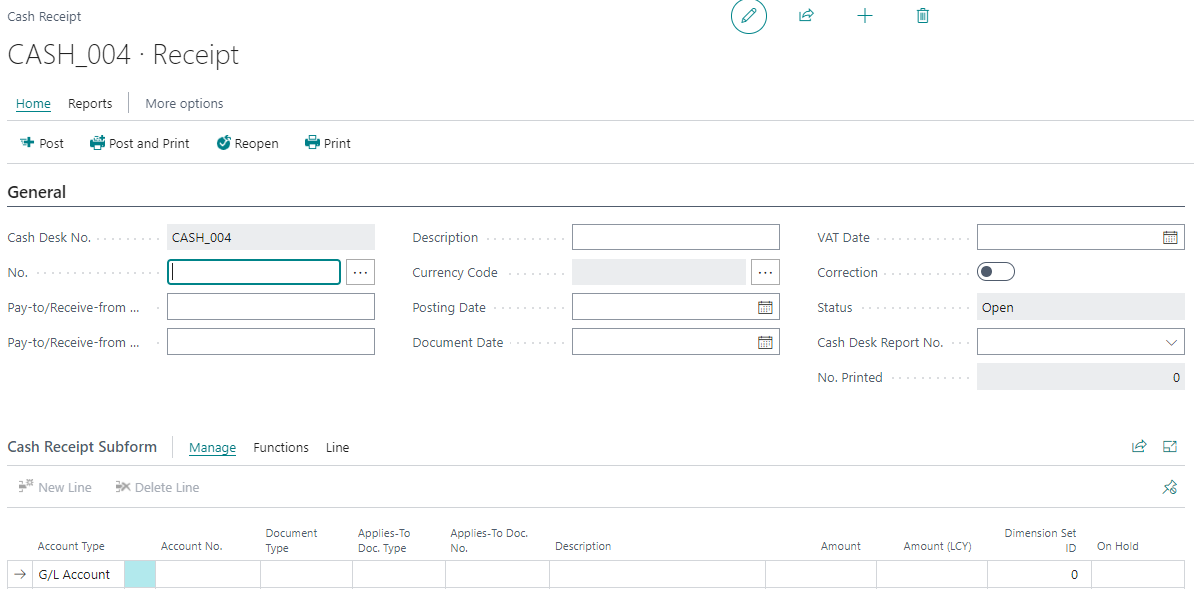 Cash Receipt
CASH_004 · Receipt
Home Reports More options
Post Post and Print Reopen Print
General
Cash Desk No. CASH_004 Description VAT Date
No. Currency Code Correction
Pay-to/Receive-from ... Posting Date Status Open
Pay-to/Receive-from ... Document Date Cash Desk Report No.
No. Printed 0
Cash Receipt Subform Manage Functions Line
New Line Delete Line
Account Type Account No. Document Type Applies-To Doc. Type Applies-To Doc. No. Description Amount Amount (LCY) Dimension Set ID On Hold
G/L Account 0